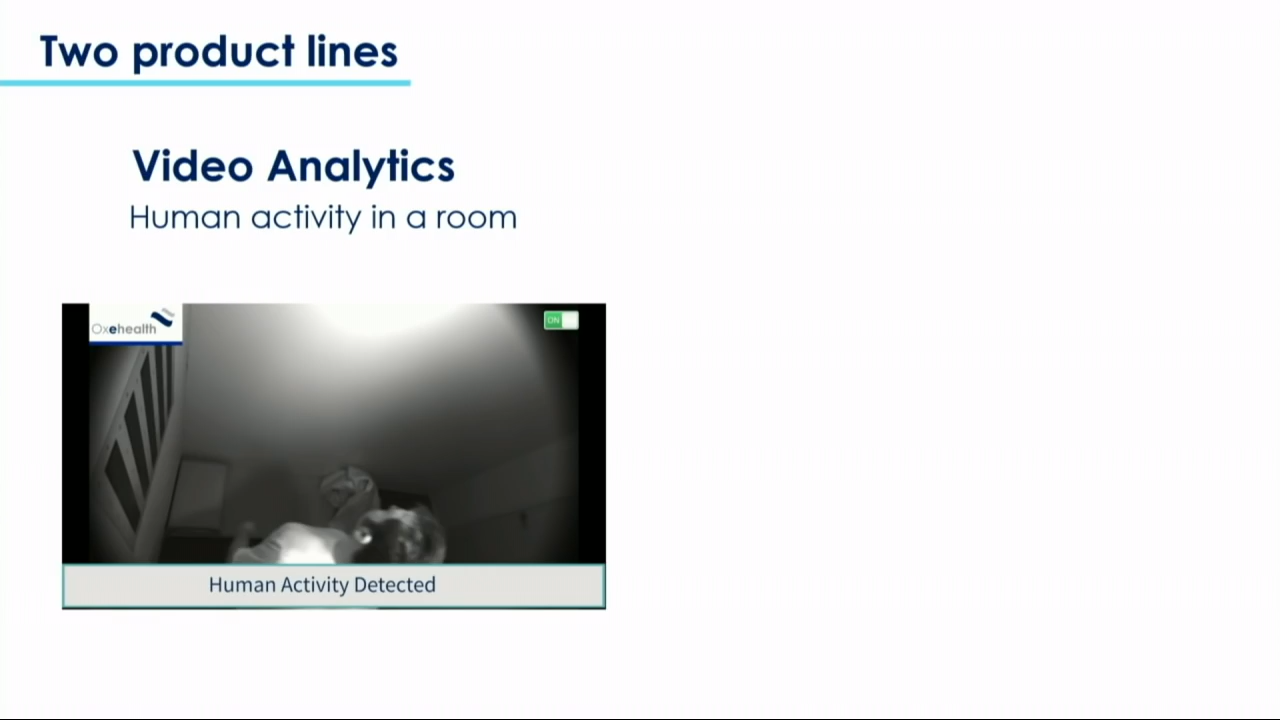 Two product lines
Video Analytics
Human activity in a room
Oxehealth
ON
Human Activity Detected